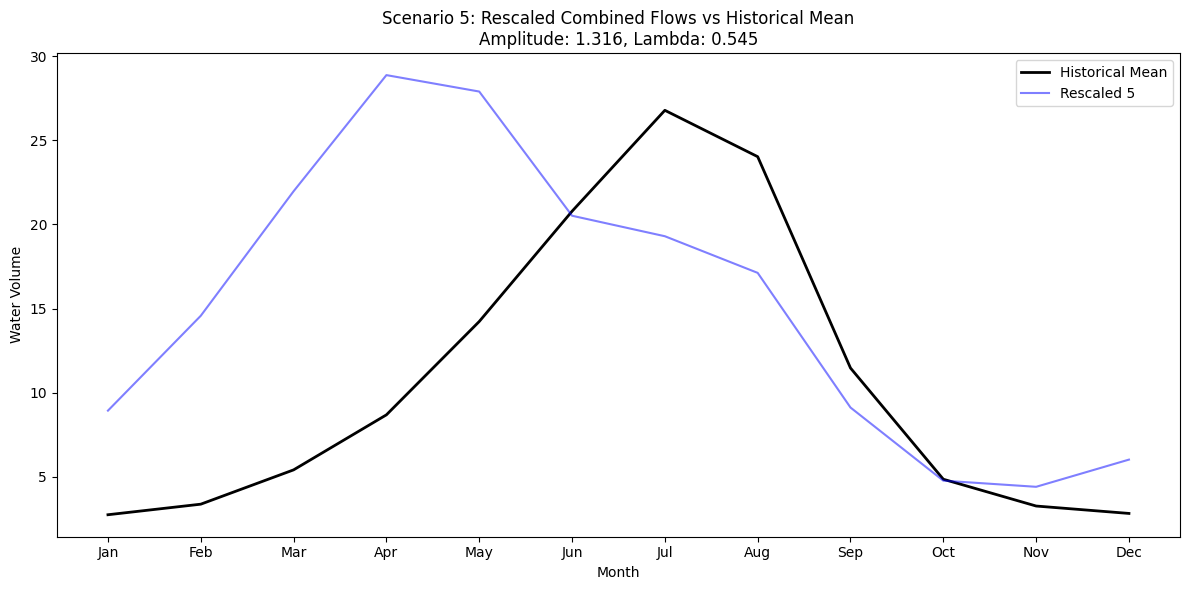 Scenario 5: Rescaled Combined Flows vs Historical Mean
Amplitude: 1.316, Lambda: 0.545
Historical Mean
Rescaled 5
Water Volume
30
25
20
15
10
5
Jan Feb Mar Apr May Jun Jul Aug Sep Oct Nov Dec
Month